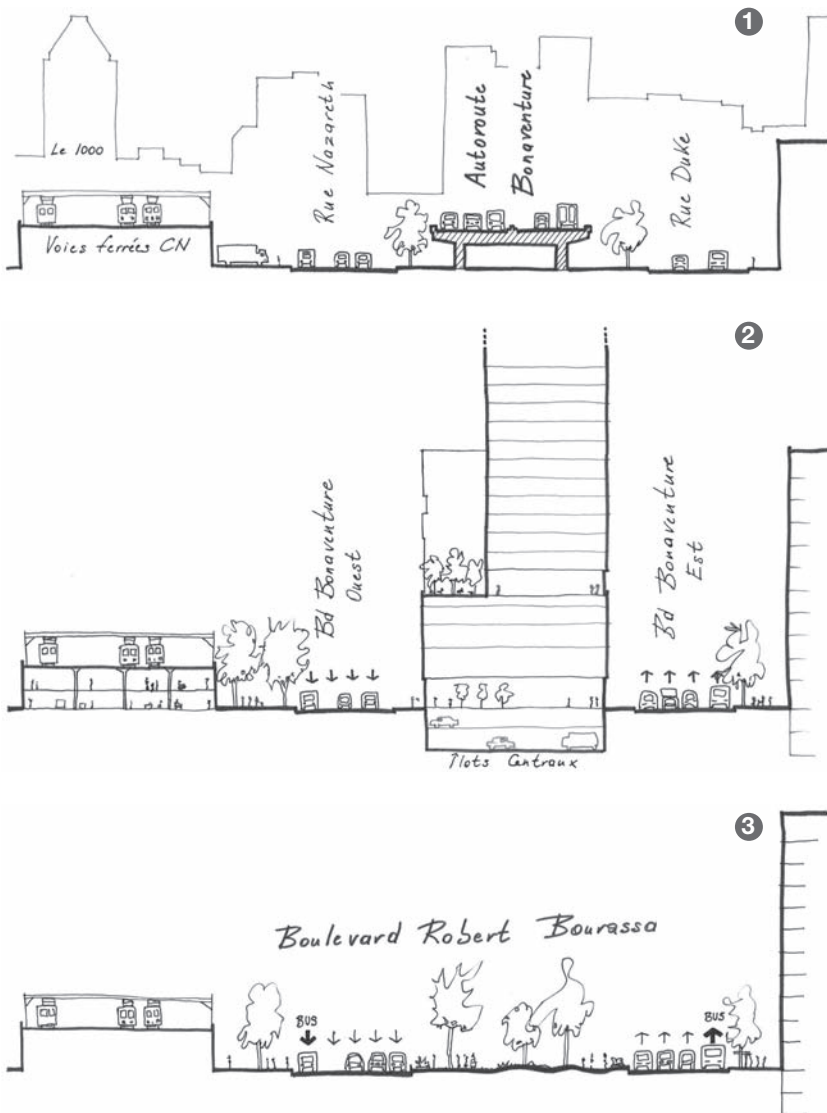 1
Le 1000
Rue Nazareth
Autoroute
Bonaventure
Rue Duke
Voies ferrées CN
2
Bd Bonaventure
Ouest
Bd Bonaventure
Est
Îlots Centraux
3
Boulevard Robert Bourassa
BUS
BUS